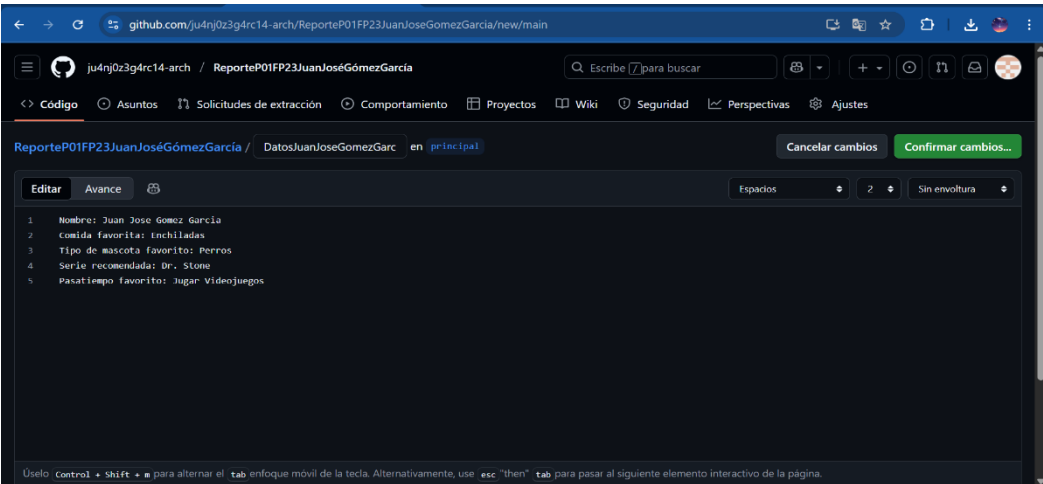 github.com/ju4nj0z3g4rc14-arch/ReporteP01FP23JuanJoseGomezGarcia/new/main
ju4nj0z3g4rc14-arch / ReporteP01FP23JuanJoséGómezGarcía
Escribe / para buscar
Código Asuntos Solicitudes de extracción Comportamiento Proyectos Wiki Seguridad Perspectivas Ajustes
ReporteP01FP23JuanJoséGómezGarcía / DatosJuanJoseGomezGarc en principal
Cancelar cambios Confirmar cambios...
Editar Avance
Espacios 2 Sin envoltura
1 Nombre: Juan Jose Gomez Garcia
2 Comida favorita: Enchiladas
3 Tipo de mascota favorito: Perros
4 Serie recomendada: Dr. Stone
5 Pasatiempo favorito: Jugar Videojuegos
Úselo Control + Shift + m para alternar el tab enfoque móvil de la tecla. Alternativamente, use esc "then" tab para pasar al siguiente elemento interactivo de la página.